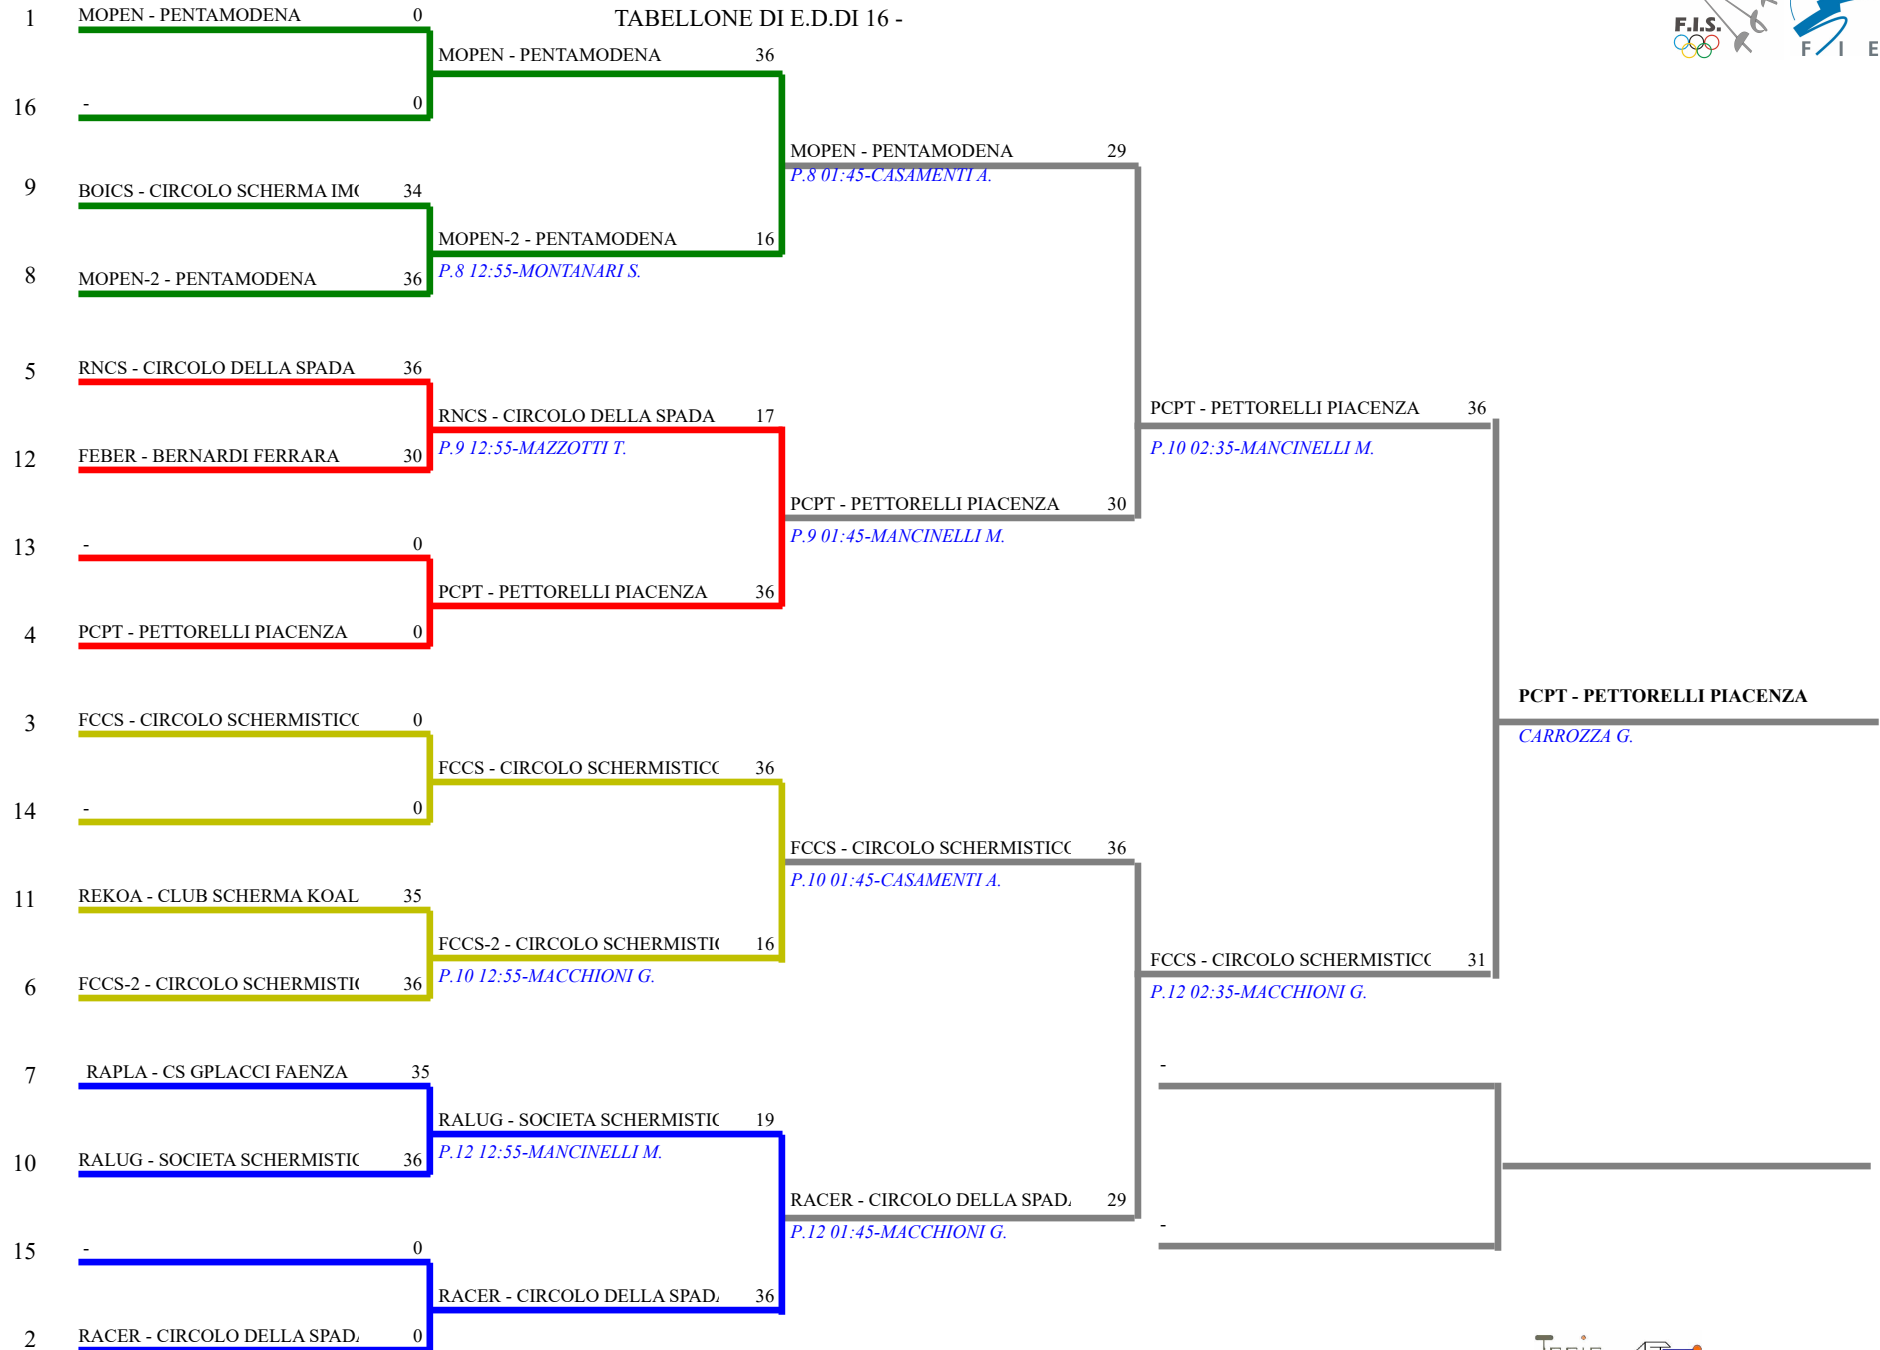 TABELLONE DI E.D.DI 16 -
F.I.S.
F I E
1 MOPEN - PENTAMODENA 0
MOPEN - PENTAMODENA 36
16 - 0
MOPEN - PENTAMODENA 29
P.8 01:45-CASAMENTI A.
9 BOICS - CIRCOLO SCHERMA IM 34
MOPEN-2 - PENTAMODENA 16
P.8 12:55-MONTANARI S.
8 MOPEN-2 - PENTAMODENA 36
5 RNCS - CIRCOLO DELLA SPADA 36
RNCS - CIRCOLO DELLA SPADA 17
P.9 12:55-MAZZOTTI T.
PCPT - PETTORELLI PIACENZA 36
P.10 02:35-MANCINELLI M.
12 FEBER - BERNARDI FERRARA 30
PCPT - PETTORELLI PIACENZA 30
P.9 01:45-MANCINELLI M.
13 - 0
PCPT - PETTORELLI PIACENZA 36
4 PCPT - PETTORELLI PIACENZA 0
PCPT - PETTORELLI PIACENZA
CARROZZA G.
3 FCCS - CIRCOLO SCHERMISTICO 0
FCCS - CIRCOLO SCHERMISTICO 36
14 - 0
FCCS - CIRCOLO SCHERMISTICO 36
P.10 01:45-CASAMENTI A.
11 REKOA - CLUB SCHERMA KOAL 35
FCCS-2 - CIRCOLO SCHERMISTI 16
P.10 12:55-MACCHIONI G.
FCCS - CIRCOLO SCHERMISTICO 31
P.12 02:35-MACCHIONI G.
6 FCCS-2 - CIRCOLO SCHERMISTI 36
7 RAPLA - CS GPLACCI FAENZA 35
-
RALUG - SOCIETA SCHERMISTIC 19
P.12 12:55-MANCINELLI M.
10 RALUG - SOCIETA SCHERMISTIC 36
RACER - CIRCOLO DELLA SPADA 29
P.12 01:45-MACCHIONI G.
-
15 - 0
RACER - CIRCOLO DELLA SPADA 36
2 RACER - CIRCOLO DELLA SPADA 0